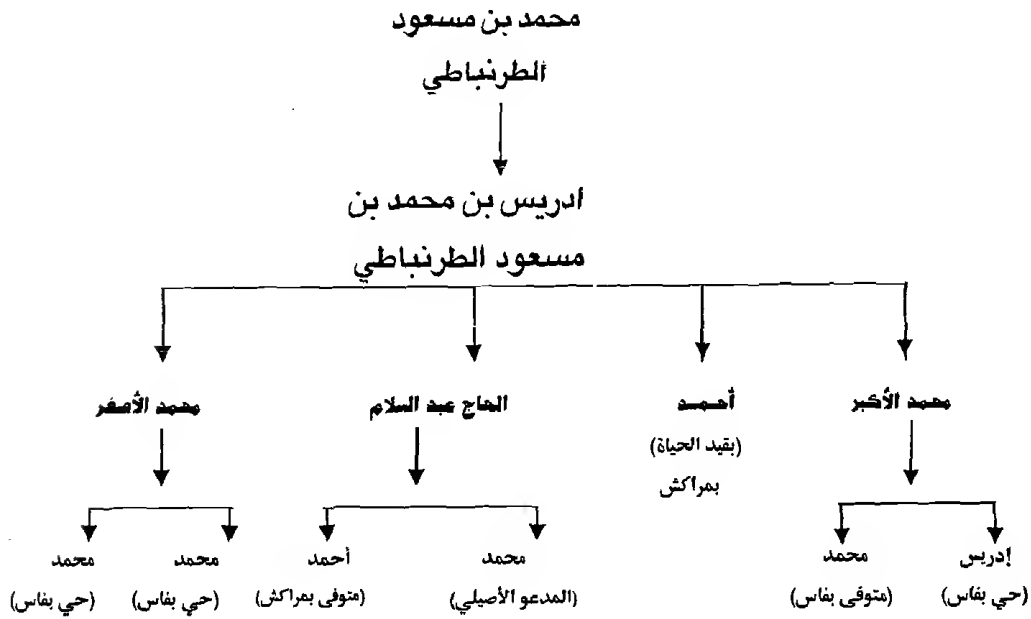 محمد بن مسعود
الطرنباطي
أدريس بن محمد بن
مسعود الطرنباطي
محمد الأكبر
أحمد
(بقيد الحياة)
بمراكش
الحاج عبد السلام
محمد الأصغر
إدريس
(حي بفاس)
محمد
(متوفى بفاس)
محمد
(المدعو الأصيلي)
أحمد
(متوفى بمراكش)
محمد
(حي بفاس)
محمد
(حي بفاس)